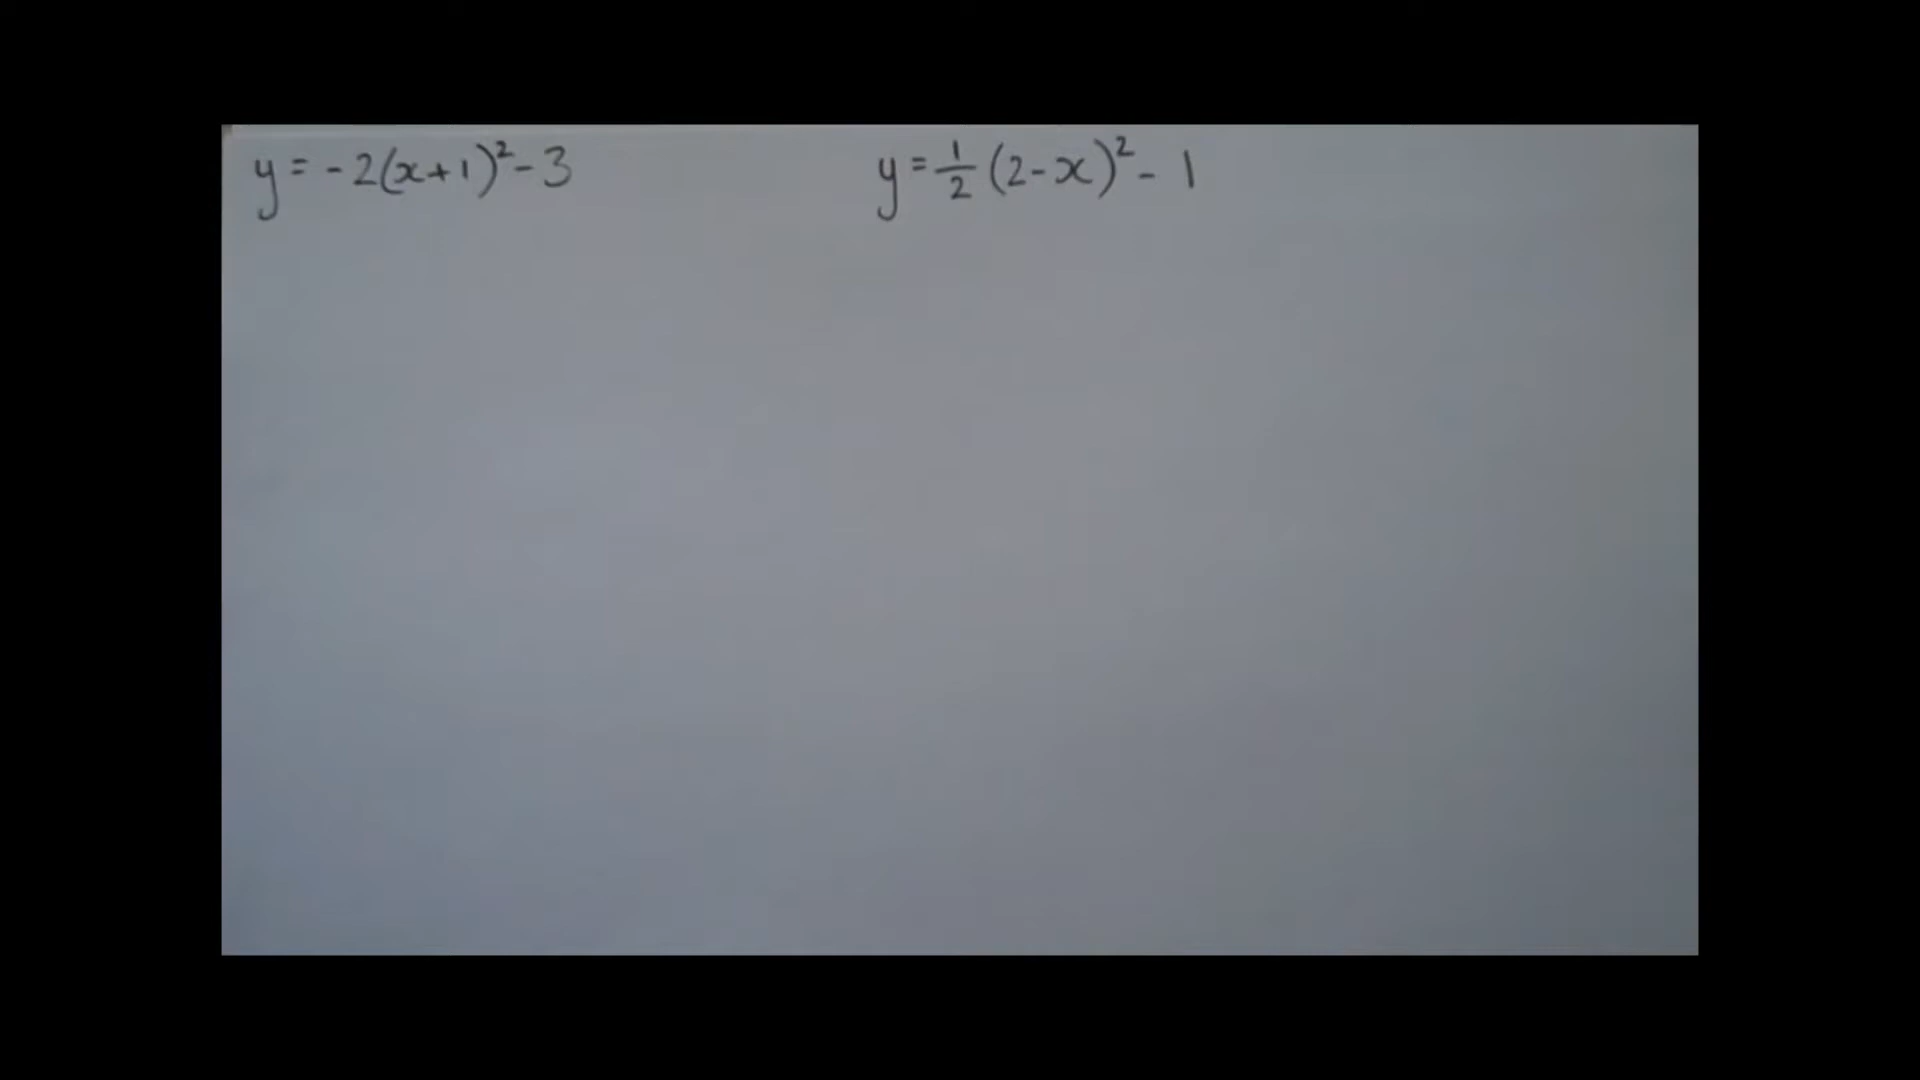 y = -2(x+1)² - 3
y = 1/2 (2-x)² - 1